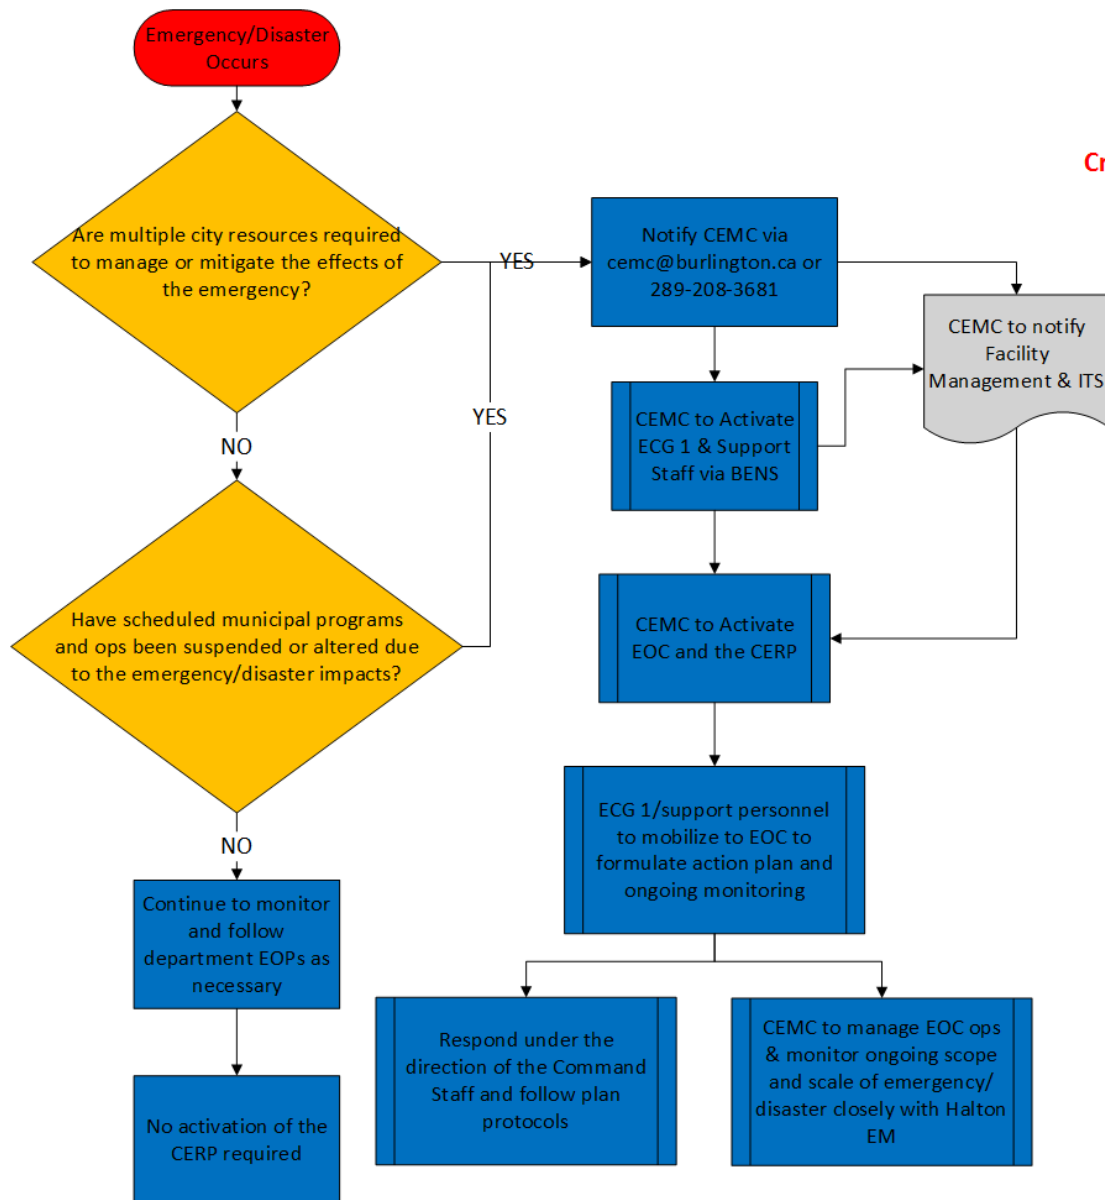 Emergency/Disaster
Occurs
Cr
Are multiple city resources required
to manage or mitigate the effects of
the emergency?
YES
Notify CEMC via
cemc@burlington.ca or
289-208-3681
CEMC to notify
Facility
Management & ITS
NO
YES
CEMC to Activate
ECG 1 & Support
Staff via BENS
Have scheduled municipal programs
and ops been suspended or altered due
to the emergency/disaster impacts?
CEMC to Activate
EOC and the CERP
NO
ECG 1/support personnel
to mobilize to EOC to
formulate action plan and
ongoing monitoring
Continue to monitor
and follow
department EOPs as
necessary
Respond under the
direction of the Command
Staff and follow plan
protocols
CEMC to manage EOC ops
& monitor ongoing scope
and scale of emergency/
disaster closely with Halton
EM
No activation of the
CERP required